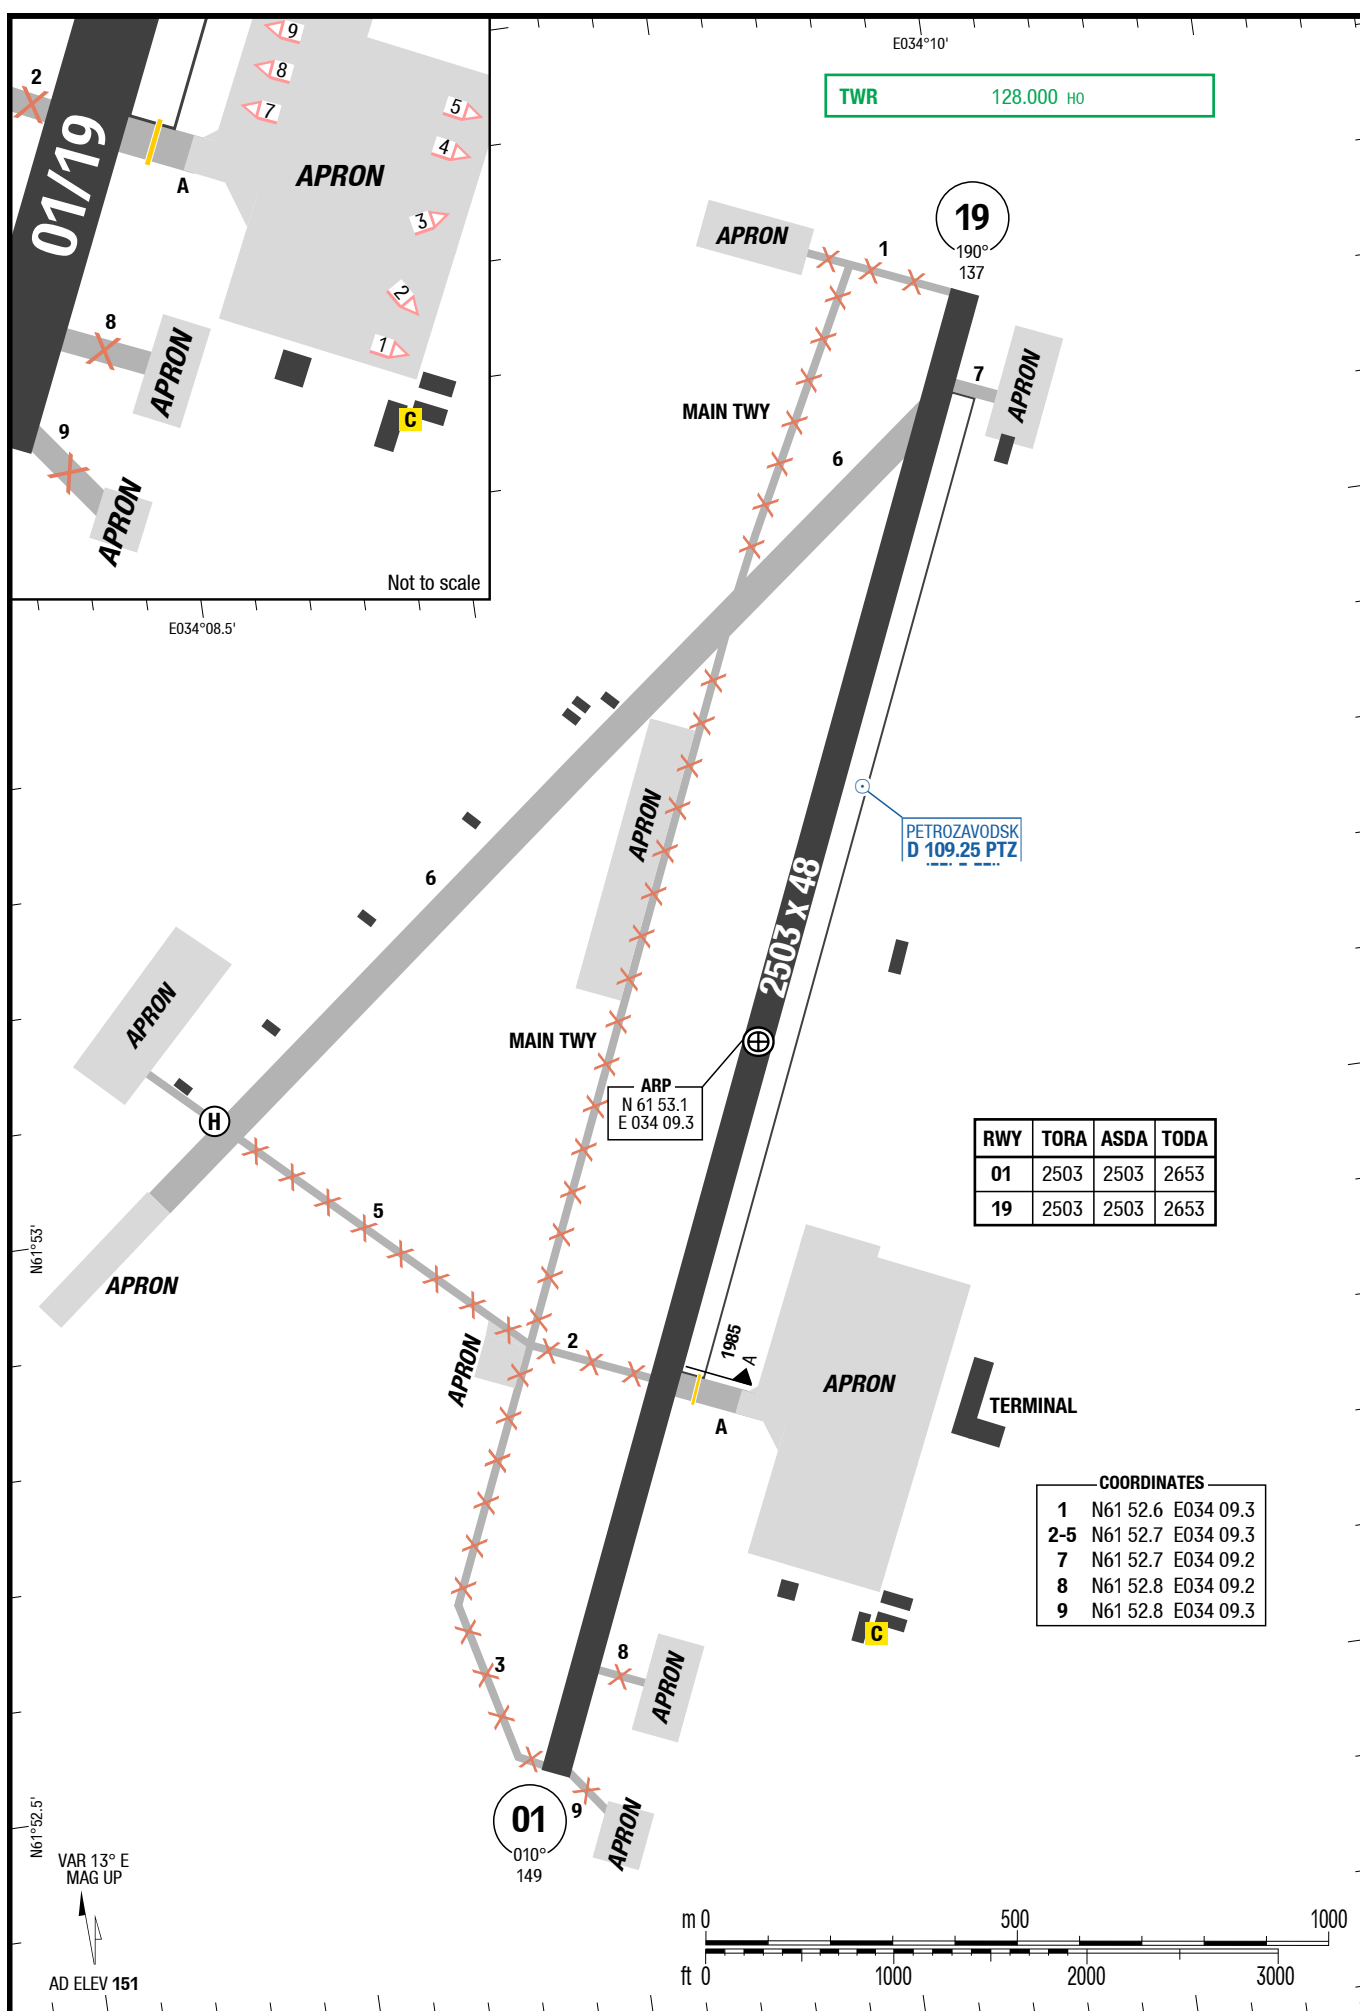 E034°10'
TWR 128.000 HO
9
8
7
5
4
3
2
1
2
01/19
A
APRON
8
APRON
9
APRON
C
Not to scale
E034°08.5'
19
190°
137
APRON
1
7
APRON
MAIN TWY
6
APRON
PETROZAVODSK
D 109.25 PTZ
2503 x 48
6
APRON
MAIN TWY
ARP
N 61 53.1
E 034 09.3
H
RWY TORA ASDA TODA
01 2503 2503 2653
19 2503 2503 2653
5
N61°53'
APRON
APRON
2
1985
A
A
APRON
TERMINAL
COORDINATES
1 N61 52.6 E034 09.3
2-5 N61 52.7 E034 09.3
7 N61 52.7 E034 09.2
8 N61 52.8 E034 09.2
9 N61 52.8 E034 09.3
C
3
8
APRON
01
010°
149
9
APRON
N61°52.5'
VAR 13° E
MAG UP
AD ELEV 151
m 0 500 1000
ft 0 1000 2000 3000